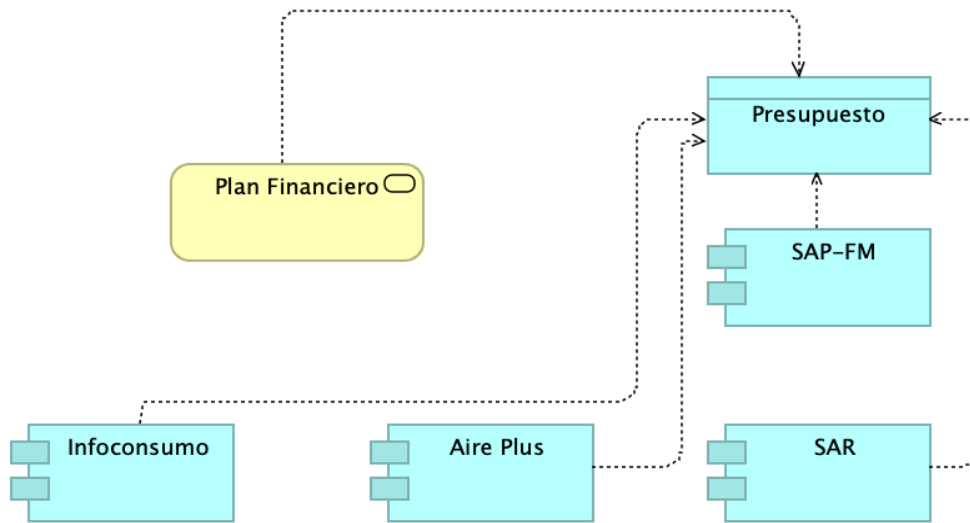 Presupuesto
Plan Financiero
SAP-FM
Infoconsumo
Aire Plus
SAR